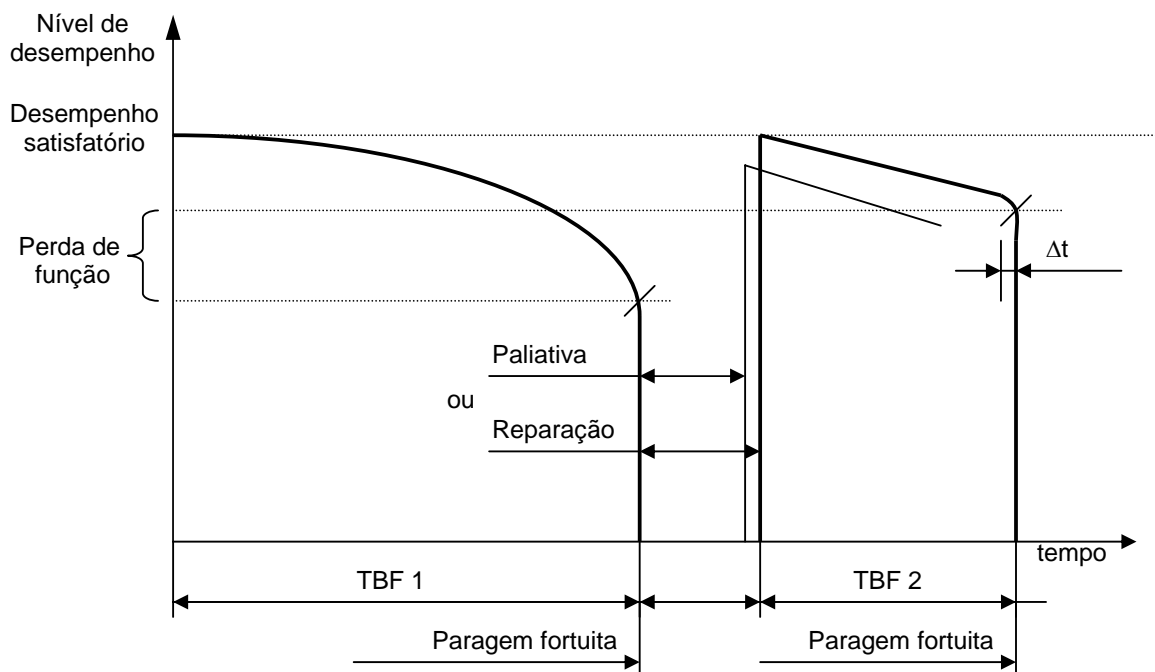 Nível de
desempenho
Desempenho
satisfatório
Perda de
função
Δt
Paliativa
ou
Reparação
tempo
TBF 1
TBF 2
Paragem fortuita
Paragem fortuita